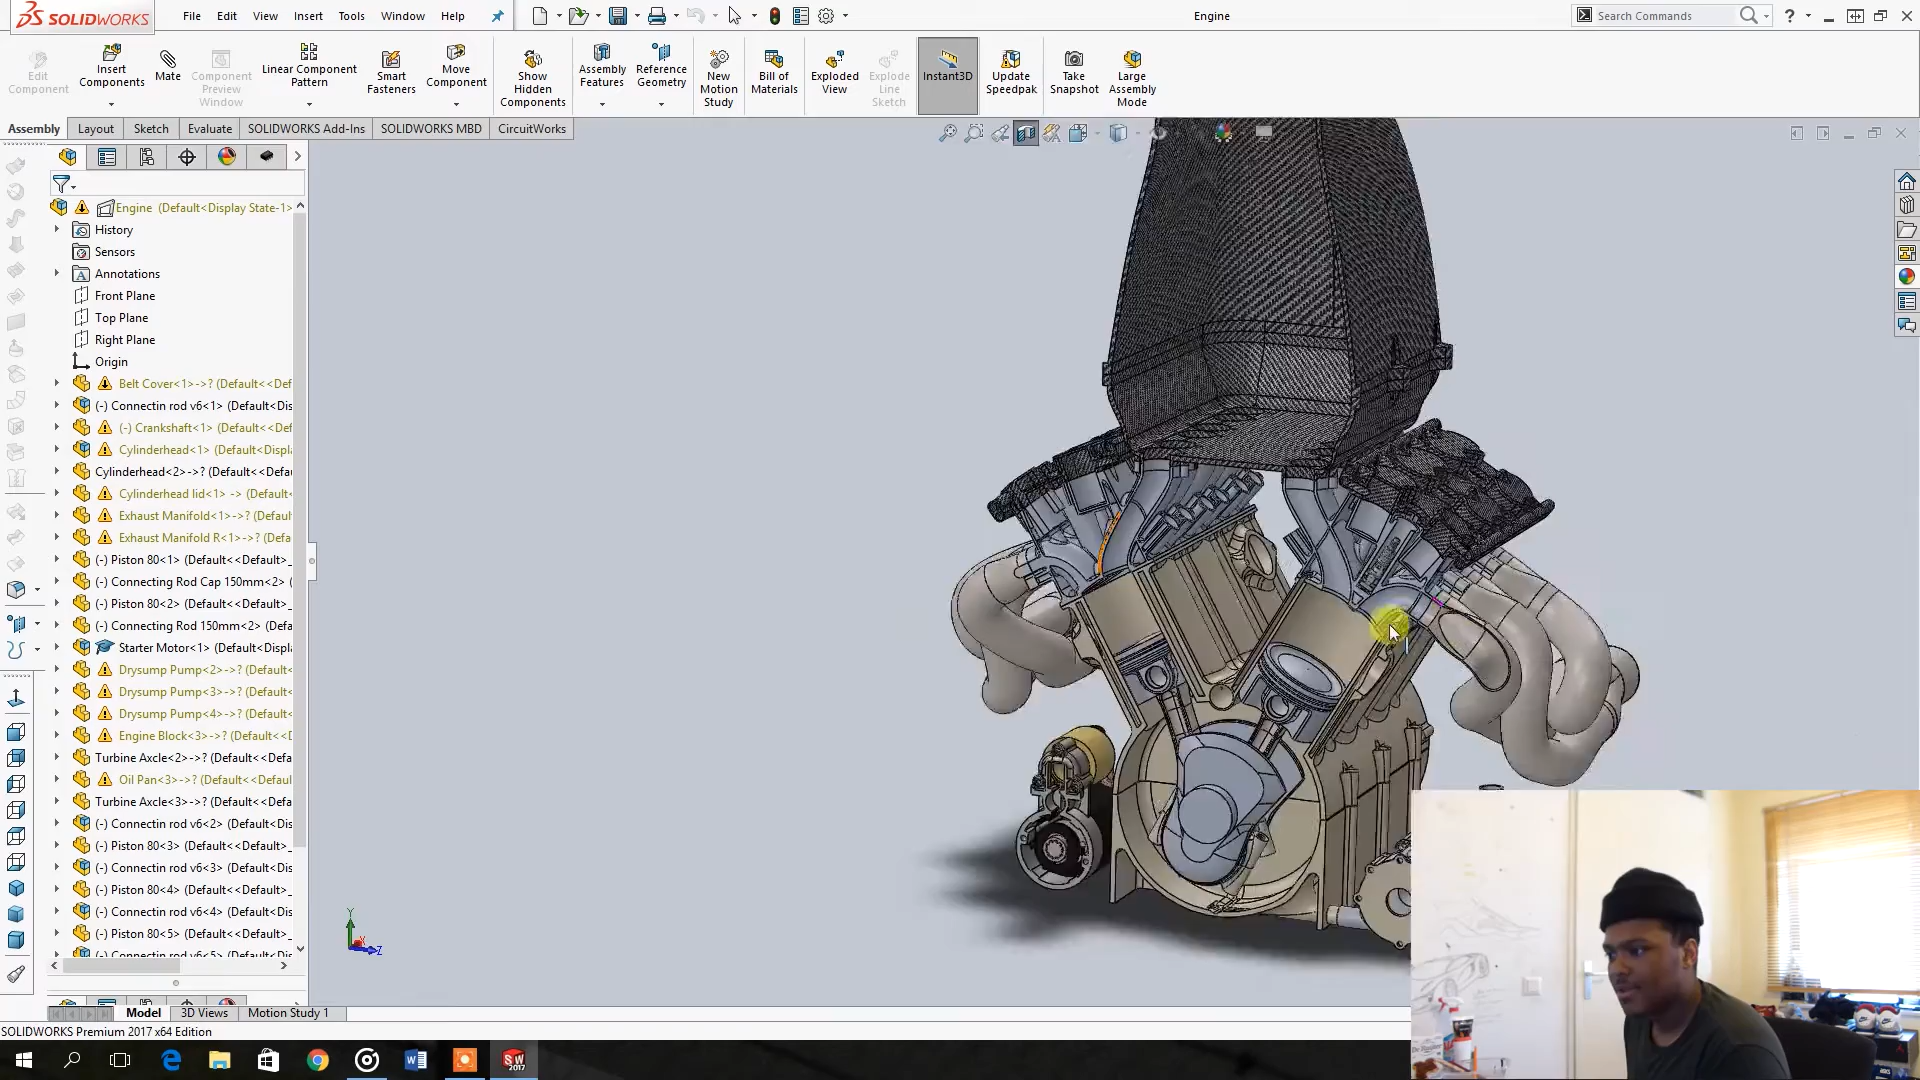 SOLIDWORKS
File Edit View Insert Tools Window Help
Engine
Search Commands
Edit Component
Insert Components
Mate
Component Preview Window
Linear Component Pattern
Smart Fasteners
Move Component
Show Hidden Components
Assembly Features
Reference Geometry
New Motion Study
Bill of Materials
Exploded View
Explode Line Sketch
Instant3D
Update Speedpak
Take Snapshot
Large Assembly Mode
Assembly Layout Sketch Evaluate SOLIDWORKS Add-Ins SOLIDWORKS MBD CircuitWorks
Engine (Default<Display State-1>
History
Sensors
Annotations
Front Plane
Top Plane
Right Plane
Origin
Belt Cover<1>->? (Default<<Def
(-) Connectin rod v6<1> (Default<Dis
(-) Crankshaft<1> (Default<<Def
Cylinderhead<1> (Default<Displ
Cylinderhead<2>->? (Default<<Defa
Cylinderhead lid<1> -> (Default<
Exhaust Manifold<1>->? (Defaul
Exhaust Manifold R<1>->? (Defa
(-) Piston 80<1> (Default<<Default>_
(-) Connecting Rod Cap 150mm<2> (
(-) Piston 80<2> (Default<<Default>_
(-) Connecting Rod 150mm<2> (Defa
Starter Motor<1> (Default<Displa
Drysump Pump<2>->? (Default<
Drysump Pump<3>->? (Default<
Drysump Pump<4>->? (Default<
Engine Block<3>->? (Default<<D
Turbine Axcle<2>->? (Default<<Defa
Oil Pan<3>->? (Default<<Defaul
Turbine Axcle<3>->? (Default<<Defa
(-) Connectin rod v6<2> (Default<Dis
(-) Piston 80<3> (Default<<Default>_
(-) Connectin rod v6<3> (Default<Dis
(-) Piston 80<4> (Default<<Default>_
(-) Connectin rod v6<4> (Default<Dis
(-) Piston 80<5> (Default<<Default>_
(-) Connectin rod v6<5> (Default<Dis
Y
X
Z
Model 3D Views Motion Study 1
SOLIDWORKS Premium 2017 x64 Edition
SW 2017